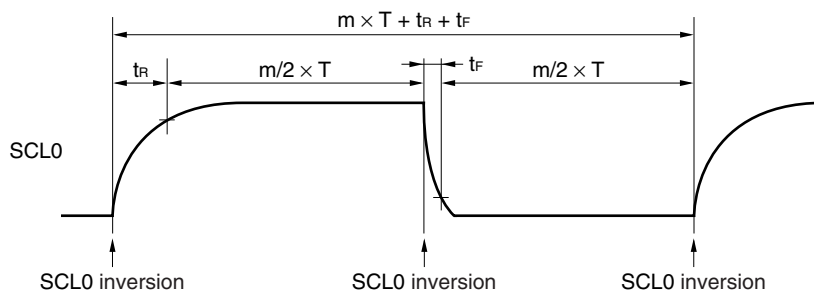 m × T + tR + tF
tR
m/2 × T
tF
m/2 × T
SCL0
SCL0 inversion
SCL0 inversion
SCL0 inversion